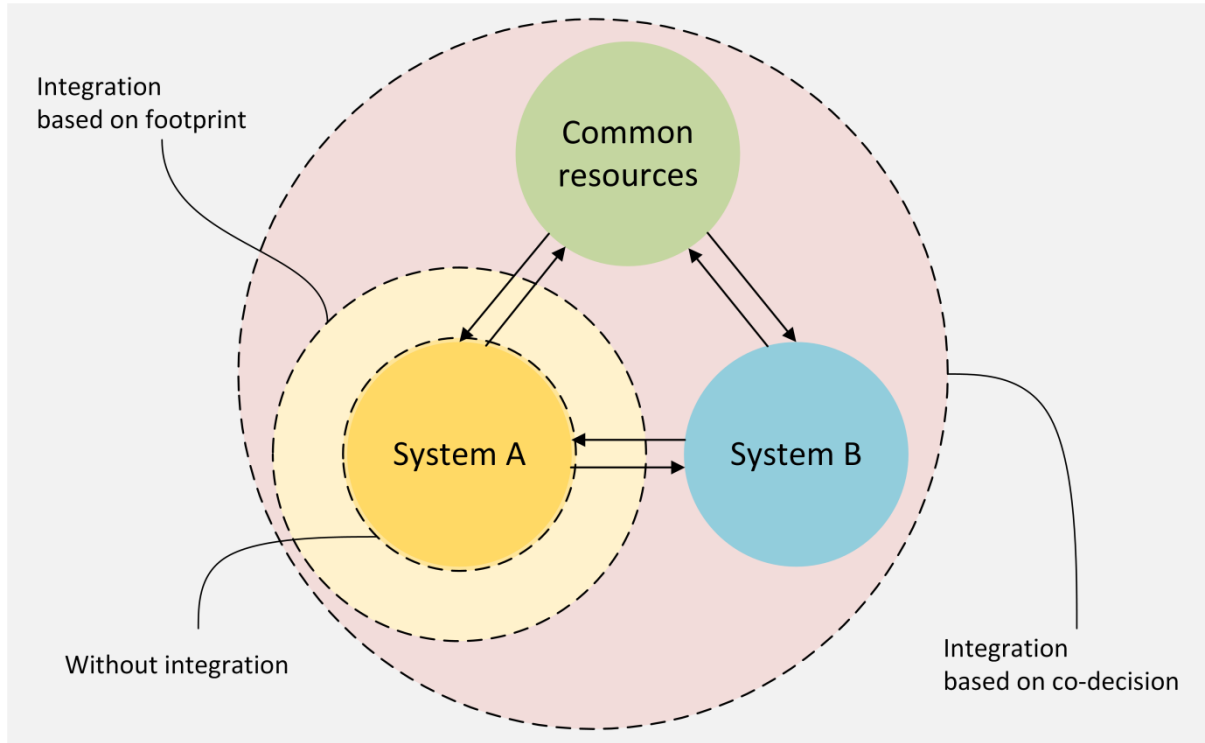 Integration
based on footprint
Common
resources
System A
System B
Without integration
Integration
based on co-decision